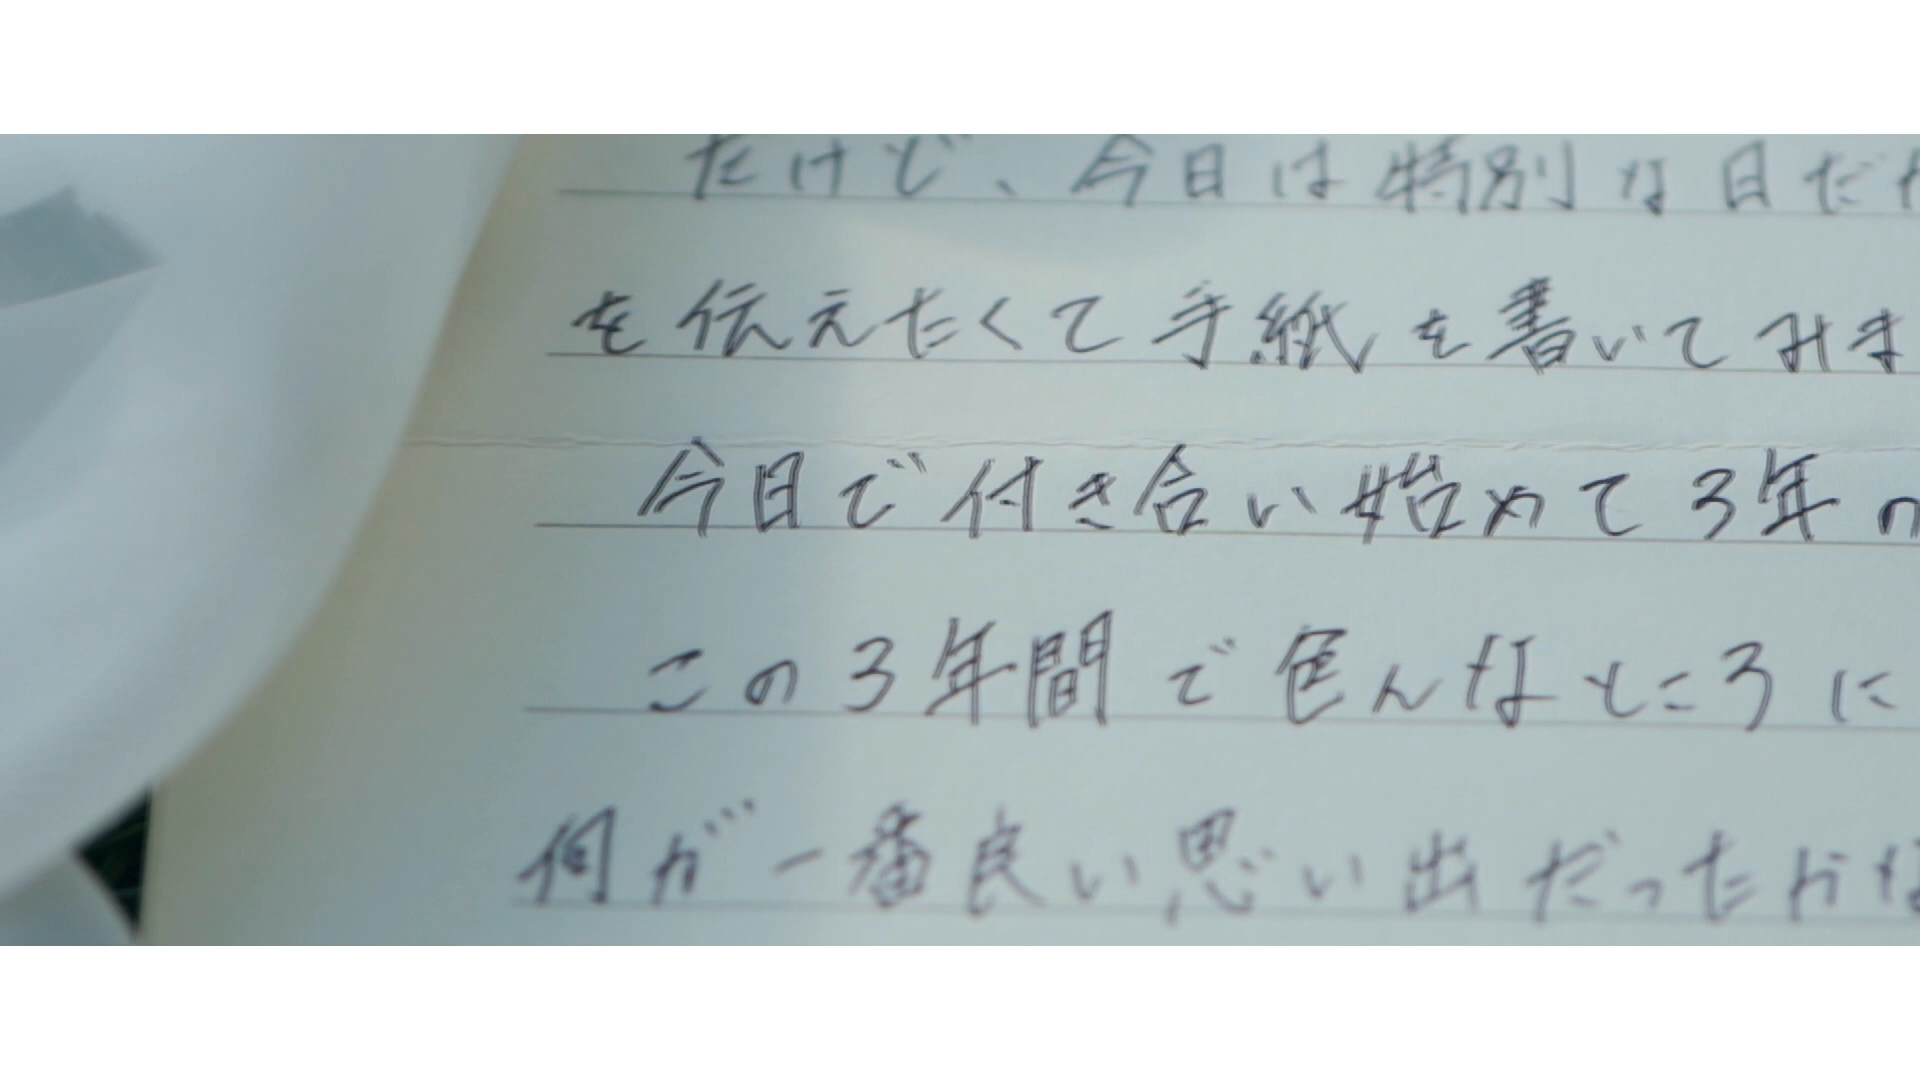 だけど、今日は特別な日だか
を伝えたくて手紙を書いてみま
今日で付き合い始めて3年の
この3年間で色んなところに
何が一番良い思い出だったかな